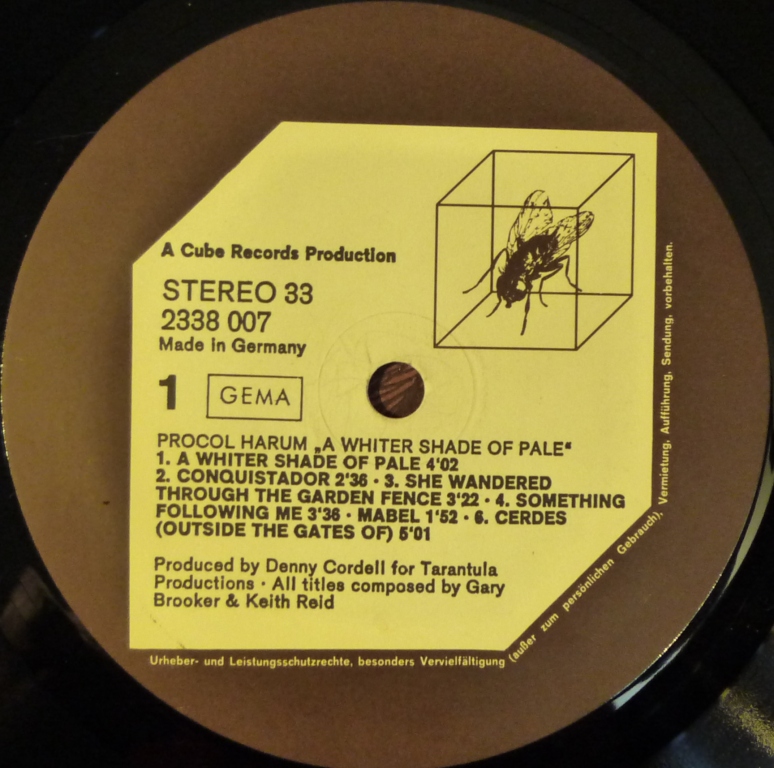 A Cube Records Production
STEREO 33
2338 007
Made in Germany
1 GEMA
PROCOL HARUM „A WHITER SHADE OF PALE“
1. A WHITER SHADE OF PALE 4'02
2. CONQUISTADOR 2'36 · 3. SHE WANDERED
THROUGH THE GARDEN FENCE 3'22 · 4. SOMETHING
FOLLOWING ME 3'36 · MABEL 1'52 · 6. CERDES
(OUTSIDE THE GATES OF) 5'01
Produced by Denny Cordell for Tarantula
Productions · All titles composed by Gary
Brooker & Keith Reid
Urheber- und Leistungsschutzrechte, besonders Vervielfältigung (außer zum persönlichen Gebrauch), Vermietung, Aufführung, Sendung, vorbehalten.